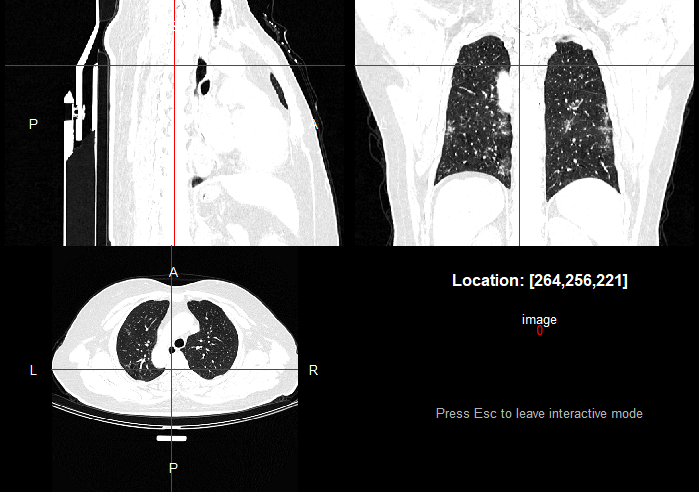 P
A
Location: [264,256,221]
image
0
L
R
Press Esc to leave interactive mode
P